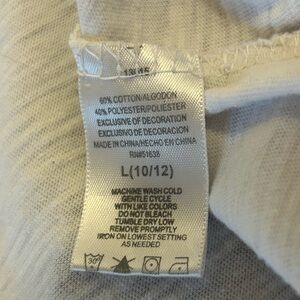 60% COTTON/ALGODON
40% POLYESTER/POLIESTER
EXCLUSIVE OF DECORATION
EXCLUSIVO DE DECORACION
MADE IN CHINA/HECHO EN CHINA
RN#51638
L(10/12)
MACHINE WASH COLD
GENTLE CYCLE
WITH LIKE COLORS
DO NOT BLEACH
TUMBLE DRY LOW
REMOVE PROMPTLY
IRON ON LOWEST SETTING
AS NEEDED
30°